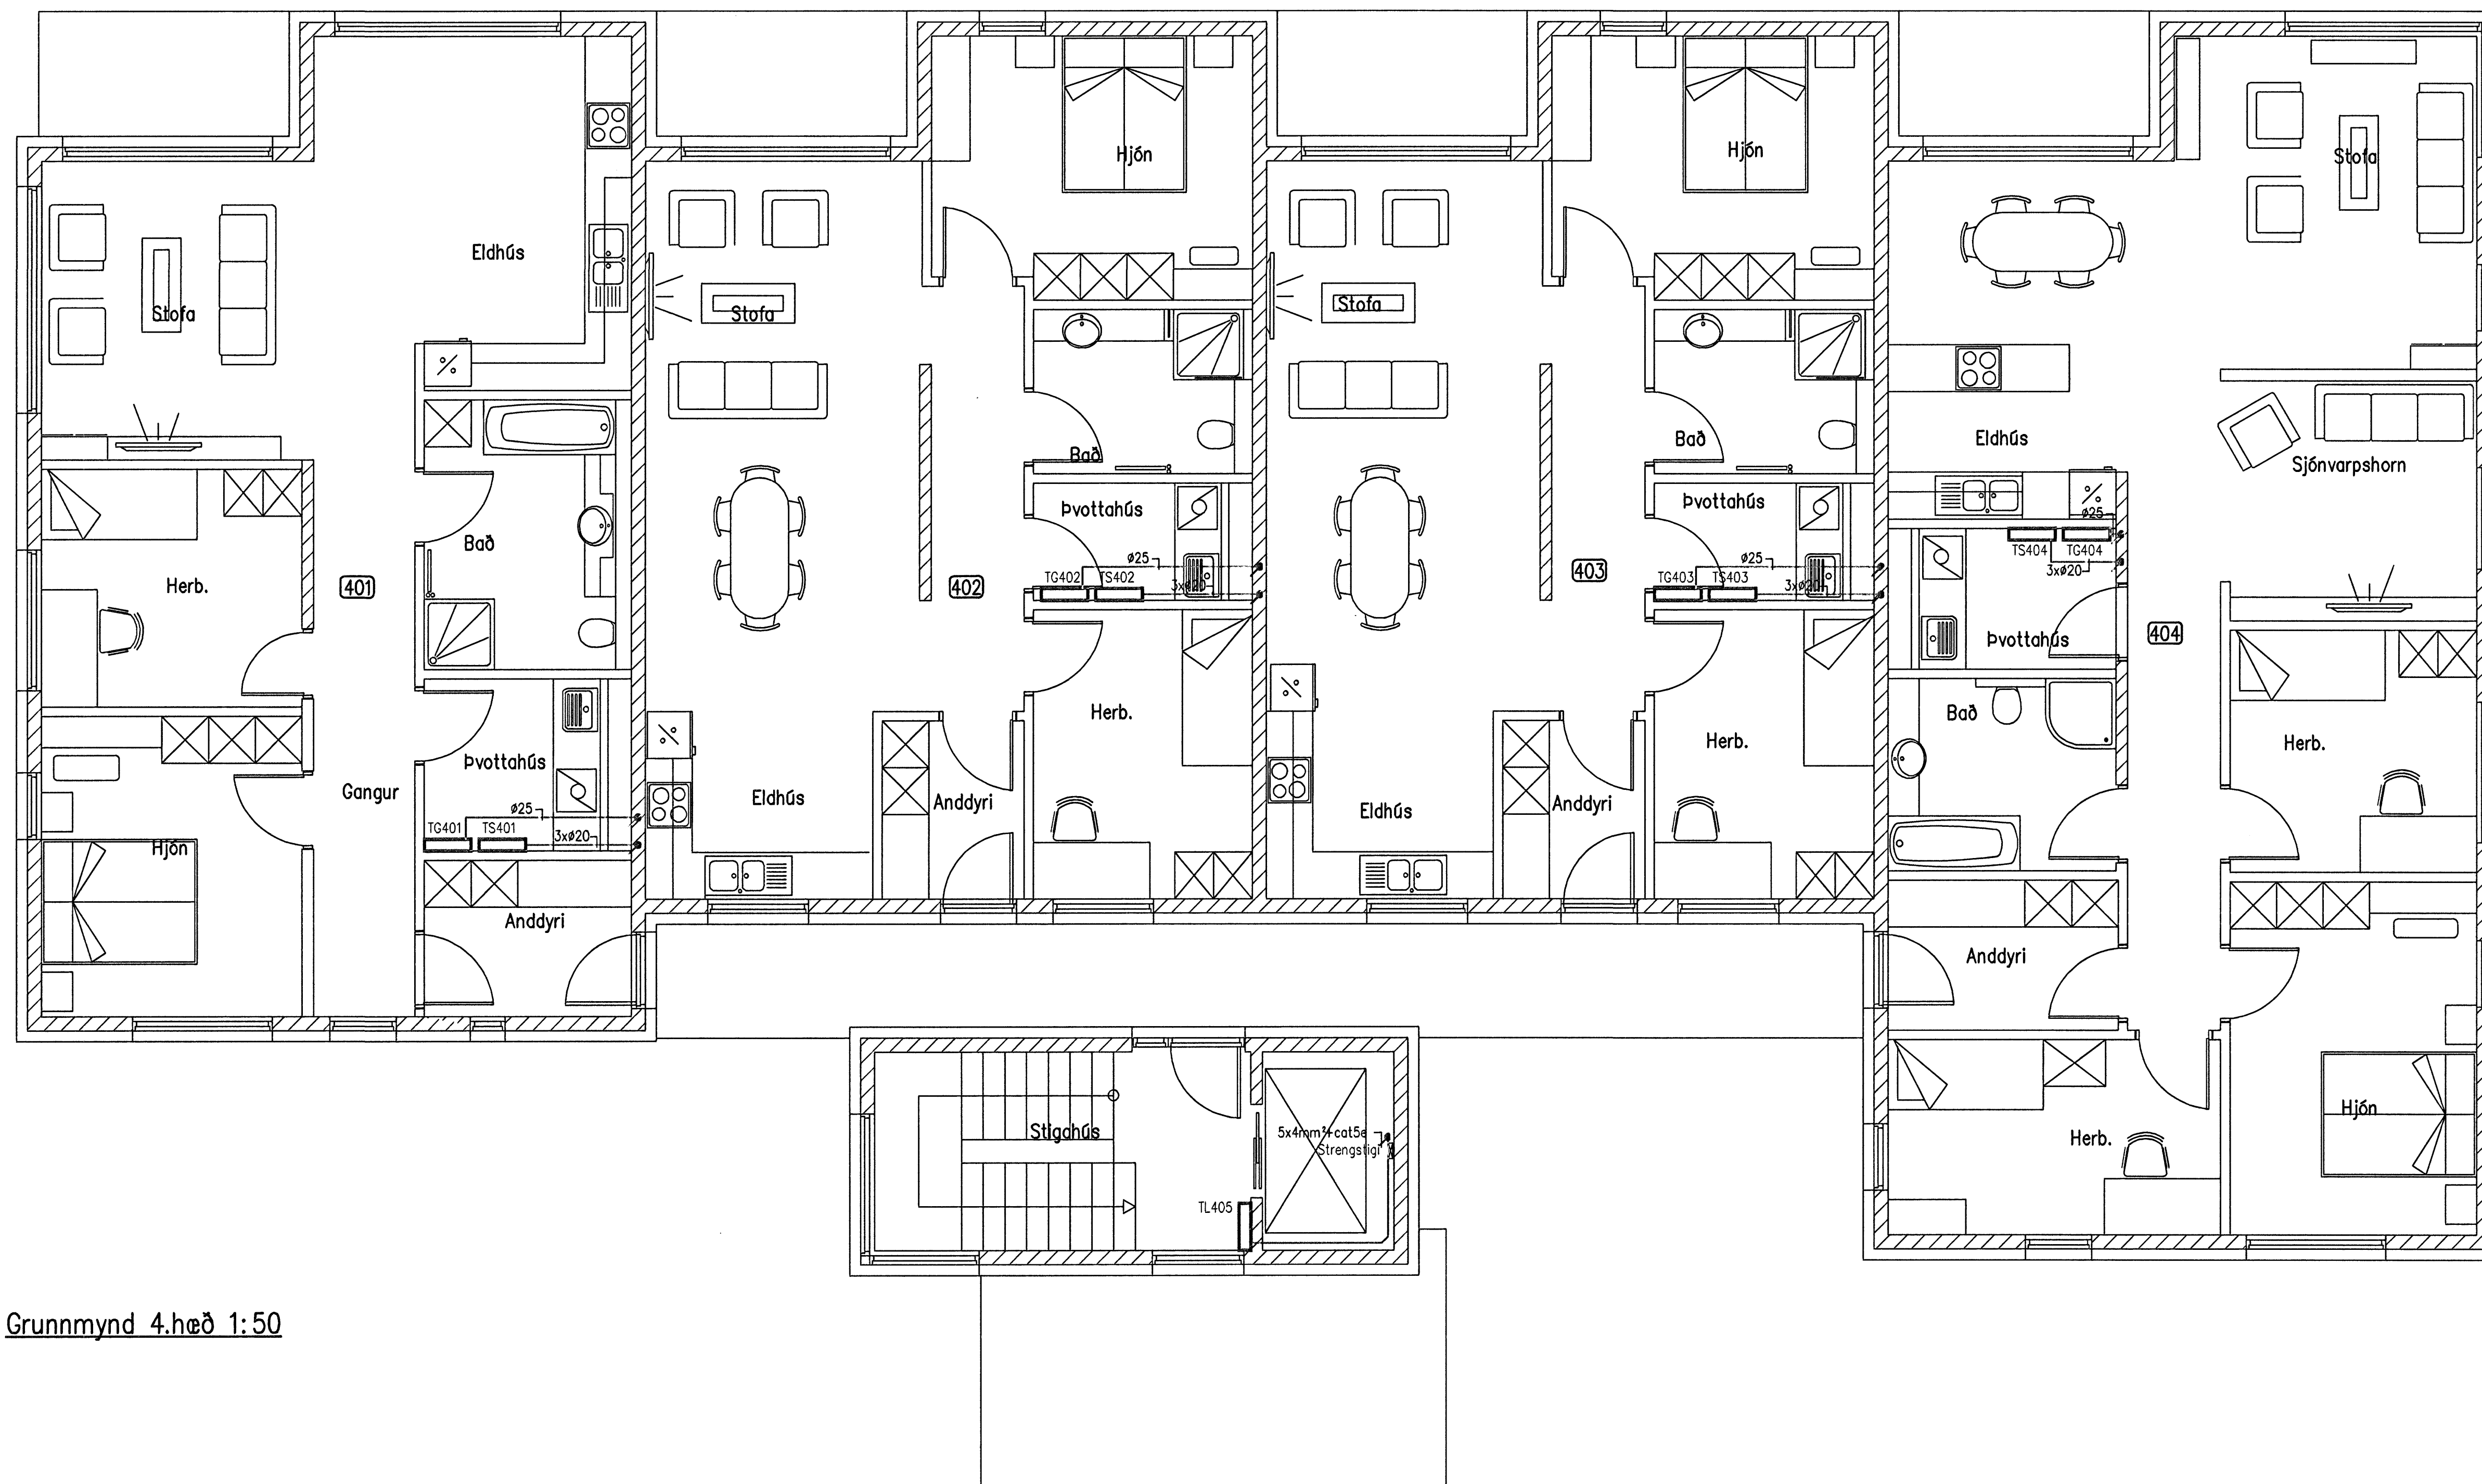 Stofa
Eldhús
Herb.
401
Bað
Þvottahús
Gangur
Hjón
Ø25
TG401
TS401
3xØ20
Anddyri
Hjón
Stofa
Bað
Þvottahús
Ø25
TG402
TS402
3xØ20
402
Herb.
Eldhús
Anddyri
Hjón
Stofa
Bað
Þvottahús
Ø25
TG403
TS403
3xØ20
403
Herb.
Eldhús
Anddyri
Stofa
Eldhús
Sjónvarpshorn
Ø25
TS404
TG404
3xØ20
Þvottahús
404
Bað
Herb.
Anddyri
Herb.
Hjón
Stigahús
5x4mm²+cat5e
Strengstigi
TL405
Grunnmynd 4.hæð 1:50